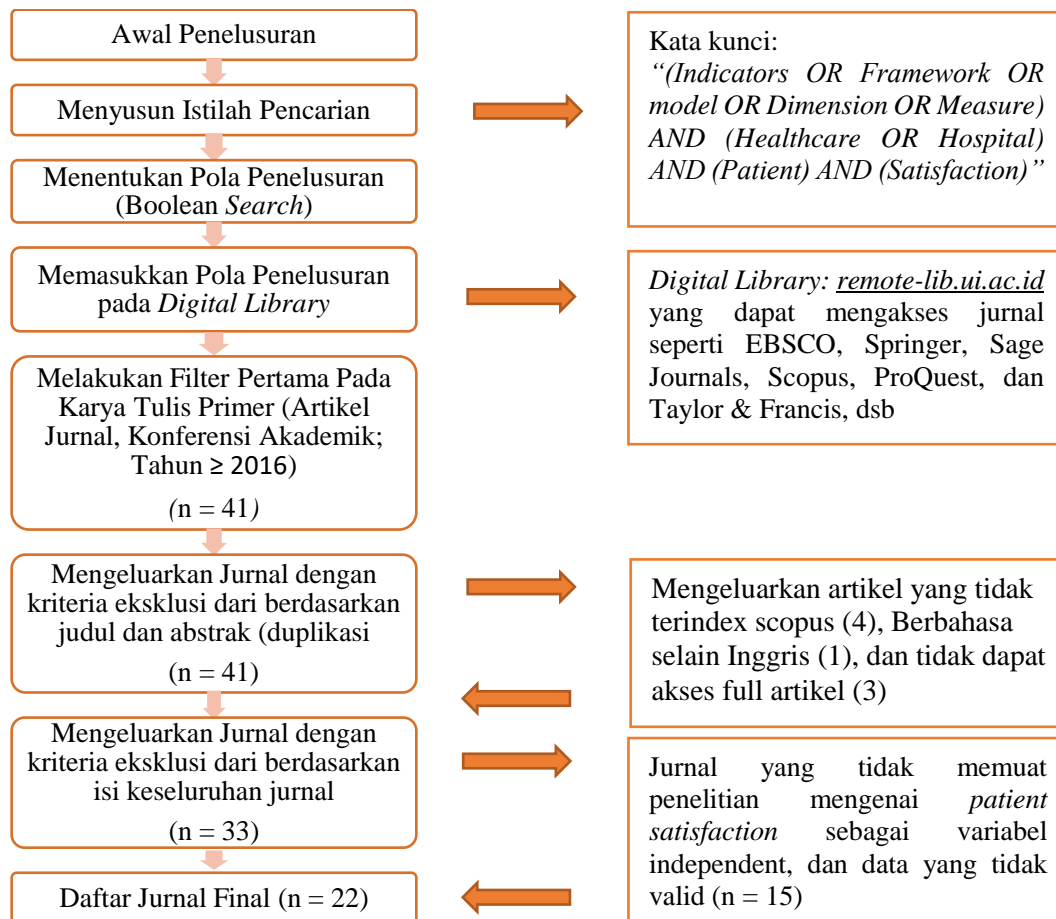 Awal Penelusuran
Menyusun Istilah Pencarian
Kata kunci:
“(Indicators OR Framework OR
model OR Dimension OR Measure)
AND (Healthcare OR Hospital)
AND (Patient) AND (Satisfaction)”
Menentukan Pola Penelusuran
(Boolean Search)
Memasukkan Pola Penelusuran
pada Digital Library
Digital Library: remote-lib.ui.ac.id
yang dapat mengakses jurnal
seperti EBSCO, Springer, Sage
Journals, Scopus, ProQuest, dan
Taylor & Francis, dsb
Melakukan Filter Pertama Pada
Karya Tulis Primer (Artikel
Jurnal, Konferensi Akademik;
Tahun ≥ 2016)
(n = 41)
Mengeluarkan Jurnal dengan
kriteria eksklusi dari berdasarkan
judul dan abstrak (duplikasi
(n = 41)
Mengeluarkan artikel yang tidak
terindex scopus (4), Berbahasa
selain Inggris (1), dan tidak dapat
akses full artikel (3)
Mengeluarkan Jurnal dengan
kriteria eksklusi dari berdasarkan
isi keseluruhan jurnal
(n = 33)
Jurnal yang tidak memuat
penelitian mengenai patient
satisfaction sebagai variabel
independent, dan data yang tidak
valid (n = 15)
Daftar Jurnal Final (n = 22)